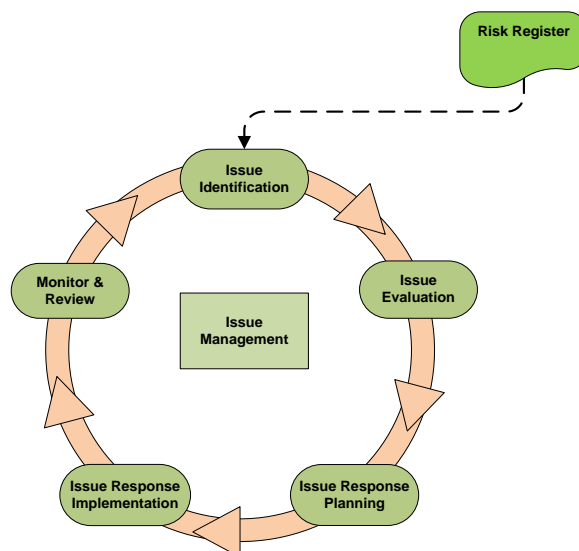 Risk Register
Issue
Identification
Monitor &
Review
Issue
Evaluation
Issue
Management
Issue Response
Implementation
Issue Response
Planning